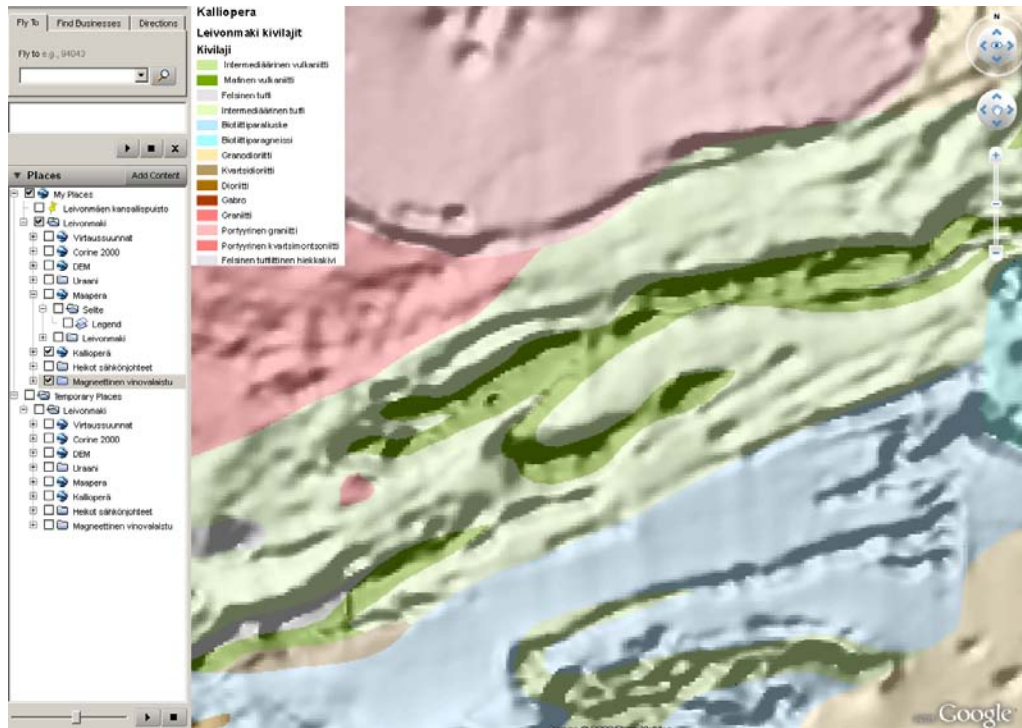 Fly To
Find Businesses
Directions
Fly to e.g., 94043
Places
Add Content
My Places
Leivonmäen kansallispuisto
Leivonmaki
Virtaussuunnat
Corine 2000
DEM
Uraani
Maapera
Selite
Legend
Leivonmaki
Kallioperä
Heikot sähkönjohteet
Magneettinen vinovalaistu
Temporary Places
Leivonmaki
Virtaussuunnat
Corine 2000
DEM
Uraani
Maapera
Kallioperä
Heikot sähkönjohteet
Magneettinen vinovalaistu
Kalliopera
Leivonmaki kivilajit
Kivilaji
Intermediäärinen vulkaniitti
Mafinen vulkaniitti
Felsinen tuffi
Intermediäärinen tuffi
Biotiittiparaliuske
Biotiittiparagneissi
Granodioriitti
Kvartsidioriitti
Dioriitti
Gabro
Graniitti
Porfyyrinen graniitti
Porfyyrinen kvartsimontsoniitti
Felsinen tuffiittinen hiekkakivi
N
Google